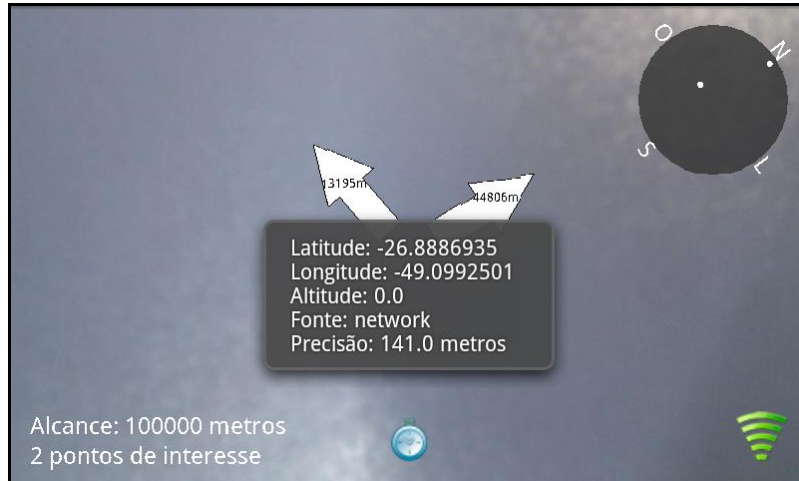 O
N
S
L
13195m
44806m
Latitude: -26.8886935
Longitude: -49.0992501
Altitude: 0.0
Fonte: network
Precisão: 141.0 metros
Alcance: 100000 metros
2 pontos de interesse